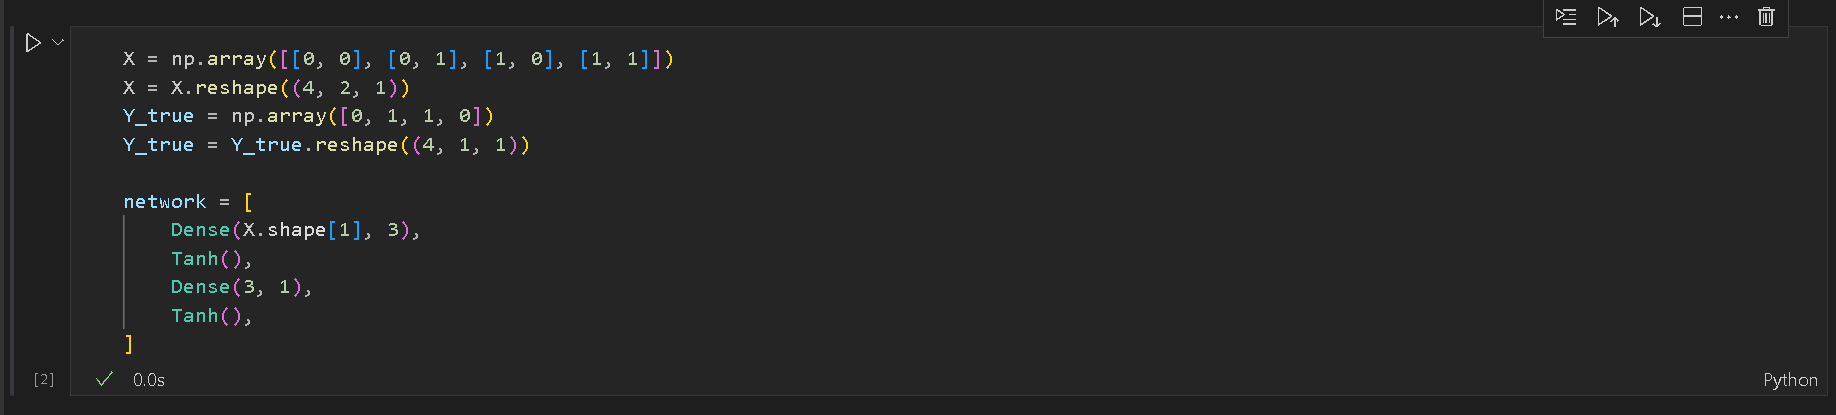 X = np.array([[0, 0], [0, 1], [1, 0], [1, 1]])
X = X.reshape((4, 2, 1))
Y_true = np.array([0, 1, 1, 0])
Y_true = Y_true.reshape((4, 1, 1))

network = [
    Dense(X.shape[1], 3),
    Tanh(),
    Dense(3, 1),
    Tanh(),
]
[2] ✓ 0.0s Python